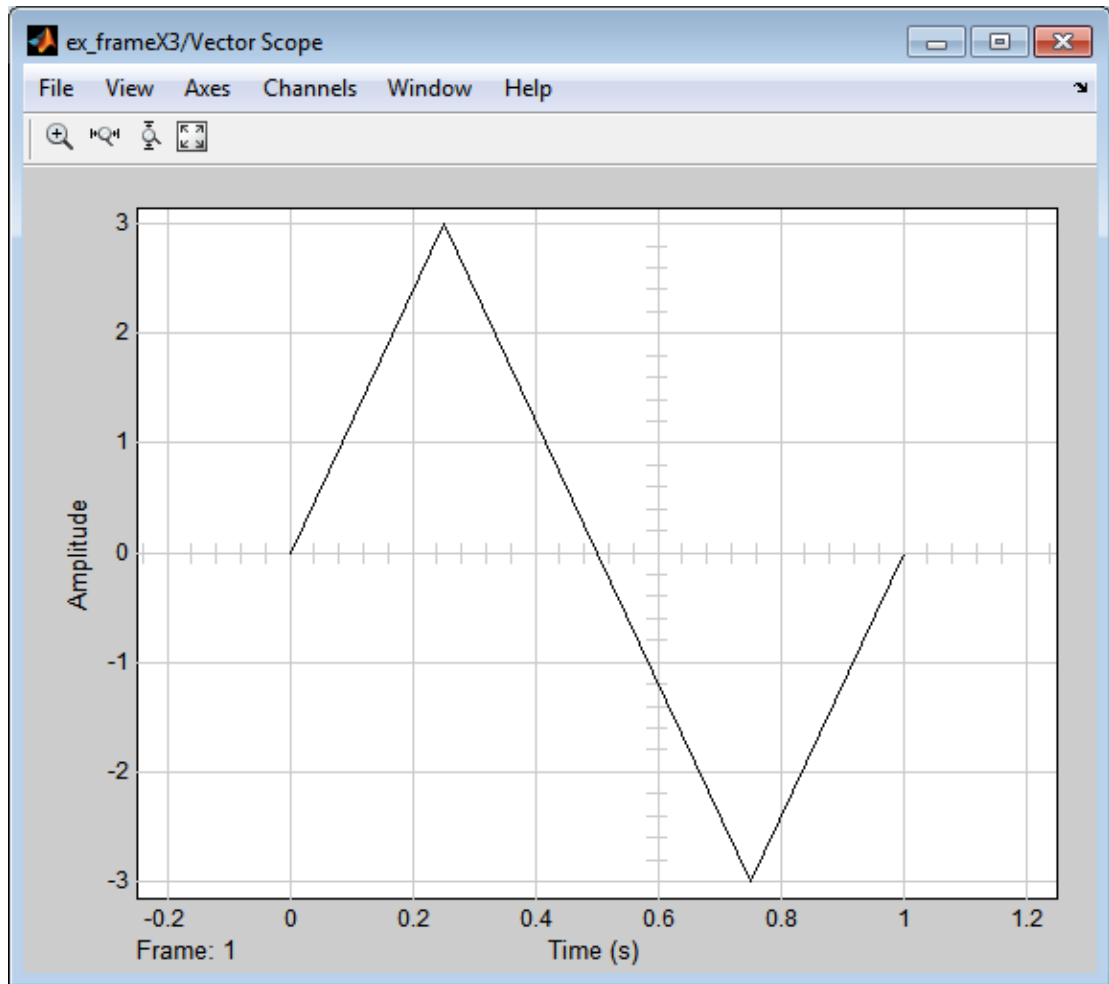 ex_frameX3/Vector Scope
File View Axes Channels Window Help
3
2
1
0
-1
-2
-3
Amplitude
-0.2 0 0.2 0.4 0.6 0.8 1 1.2
Frame: 1 Time (s)